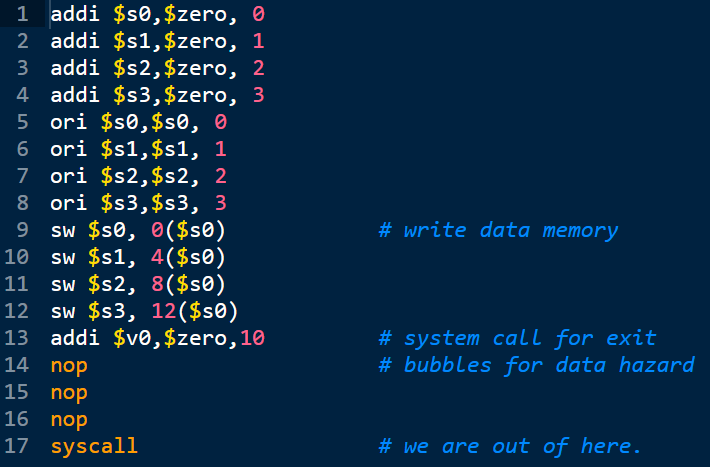 1 addi $s0,$zero, 0
2 addi $s1,$zero, 1
3 addi $s2,$zero, 2
4 addi $s3,$zero, 3
5 ori $s0,$s0, 0
6 ori $s1,$s1, 1
7 ori $s2,$s2, 2
8 ori $s3,$s3, 3
9 sw $s0, 0($s0) # write data memory
10 sw $s1, 4($s0)
11 sw $s2, 8($s0)
12 sw $s3, 12($s0)
13 addi $v0,$zero,10 # system call for exit
14 nop # bubbles for data hazard
15 nop
16 nop
17 syscall # we are out of here.